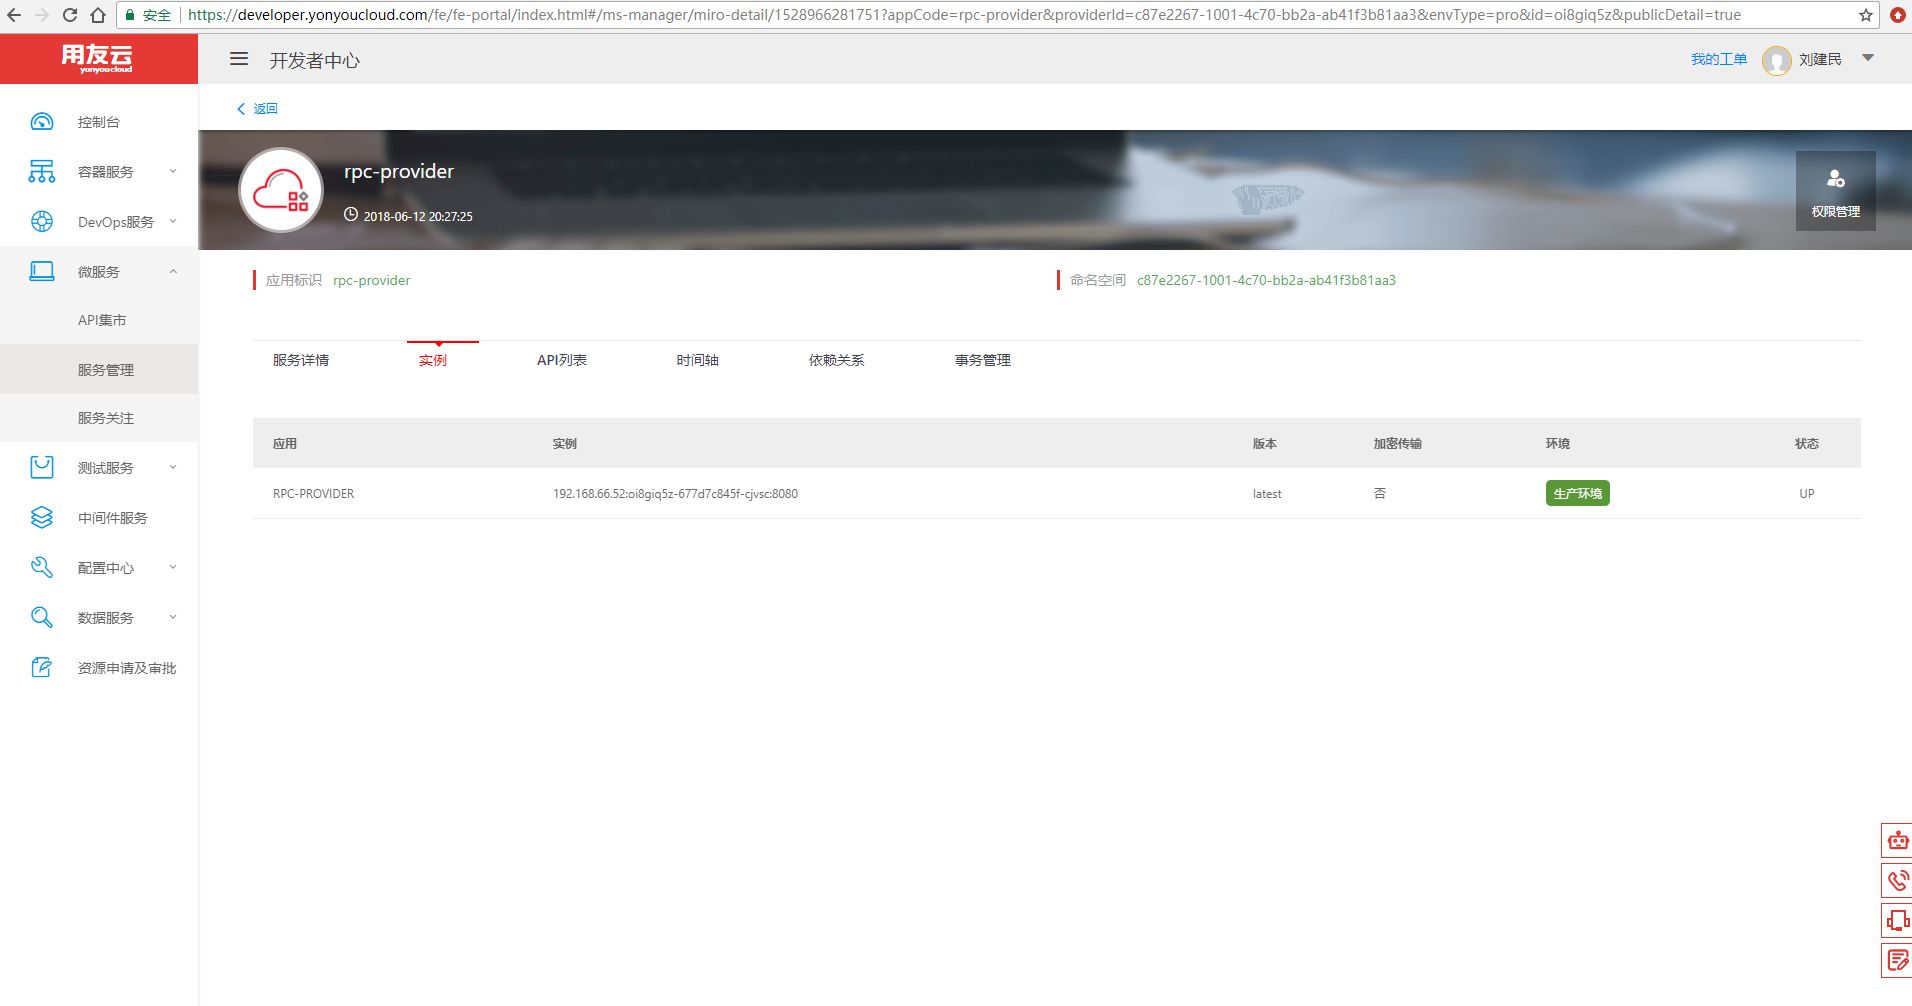 安全 https://developer.yonyoucloud.com/fe/fe-portal/index.html#/ms-manager/miro-detail/1528966281751?appCode=rpc-provider&providerId=c87e2267-1001-4c70-bb2a-ab41f3b81aa3&envType=pro&id=oi8giq5z&publicDetail=true
用友云
yonyoucloud
开发者中心
我的工单 刘建民
控制台
容器服务
DevOps服务
微服务
API集市
服务管理
服务关注
测试服务
中间件服务
配置中心
数据服务
资源申请及审批
返回
rpc-provider
2018-06-12 20:27:25
权限管理
应用标识 rpc-provider 命名空间 c87e2267-1001-4c70-bb2a-ab41f3b81aa3
服务详情 实例 API列表 时间轴 依赖关系 事务管理
应用 实例 版本 加密传输 环境 状态
RPC-PROVIDER 192.168.66.52:oi8giq5z-677d7c845f-cjvsc:8080 latest 否 生产环境 UP